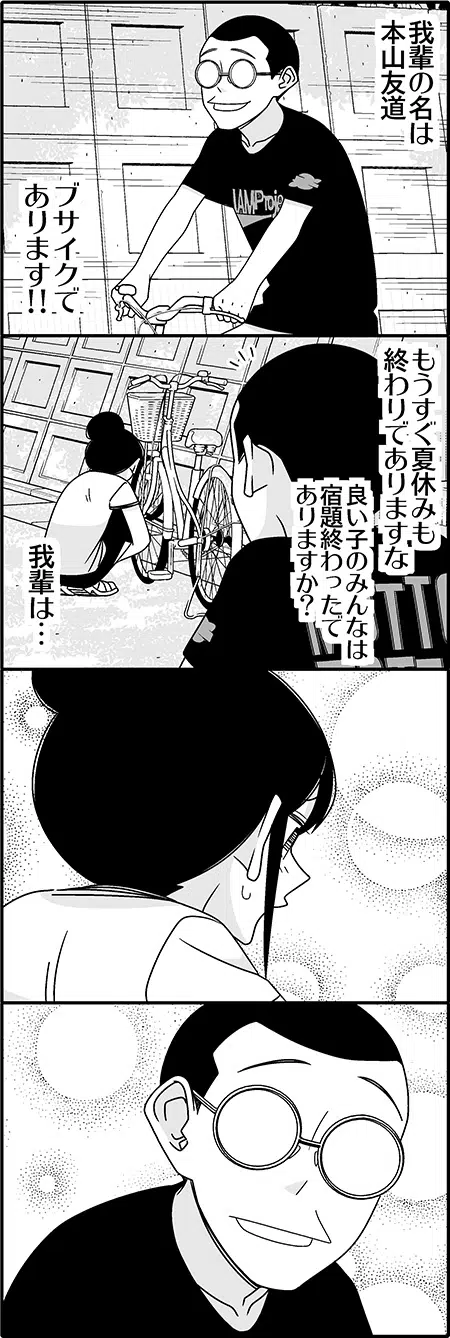 我輩の名は
本山友道
JAMProje
ブサイクで
あります!!
もうすぐ夏休みも
終わりでありますな
良い子のみんなは
宿題終わったで
ありますか?
我輩は…